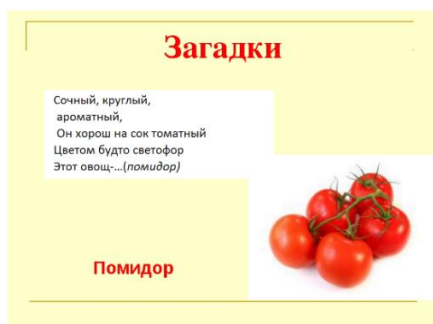 Загадки
Сочный, круглый,
ароматный,
Он хорош на сок томатный
Цветом будто светофор
Этот овощ-...(помидор)
Помидор